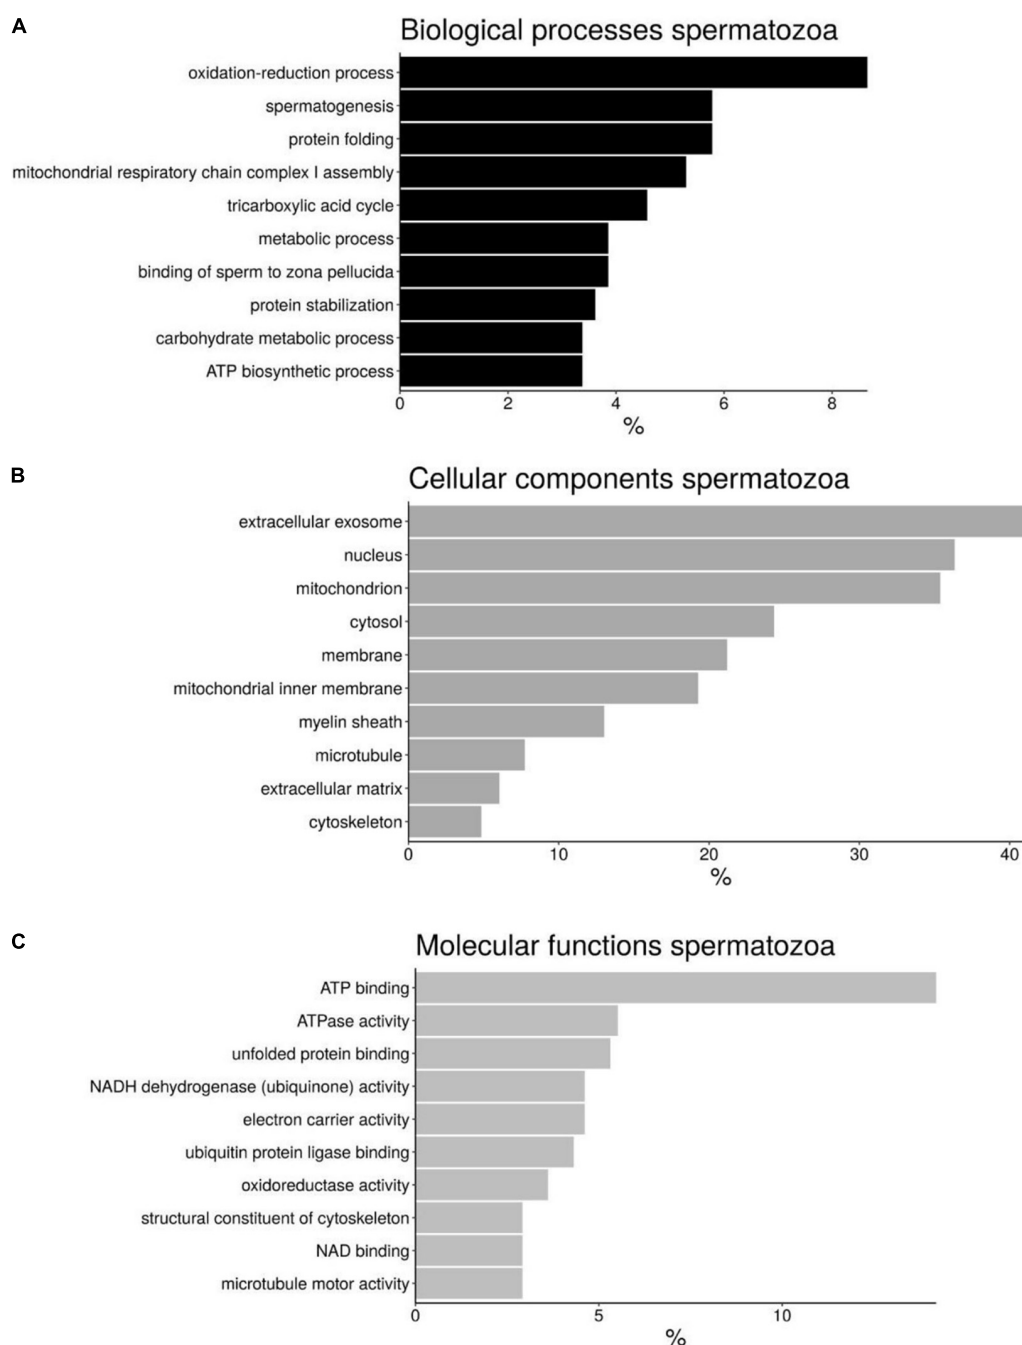 A
Biological processes spermatozoa
oxidation-reduction process
spermatogenesis
protein folding
mitochondrial respiratory chain complex I assembly
tricarboxylic acid cycle
metabolic process
binding of sperm to zona pellucida
protein stabilization
carbohydrate metabolic process
ATP biosynthetic process
0 2 4 6 8
%
B
Cellular components spermatozoa
extracellular exosome
nucleus
mitochondrion
cytosol
membrane
mitochondrial inner membrane
myelin sheath
microtubule
extracellular matrix
cytoskeleton
0 10 20 30 40
%
C
Molecular functions spermatozoa
ATP binding
ATPase activity
unfolded protein binding
NADH dehydrogenase (ubiquinone) activity
electron carrier activity
ubiquitin protein ligase binding
oxidoreductase activity
structural constituent of cytoskeleton
NAD binding
microtubule motor activity
0 5 10
%